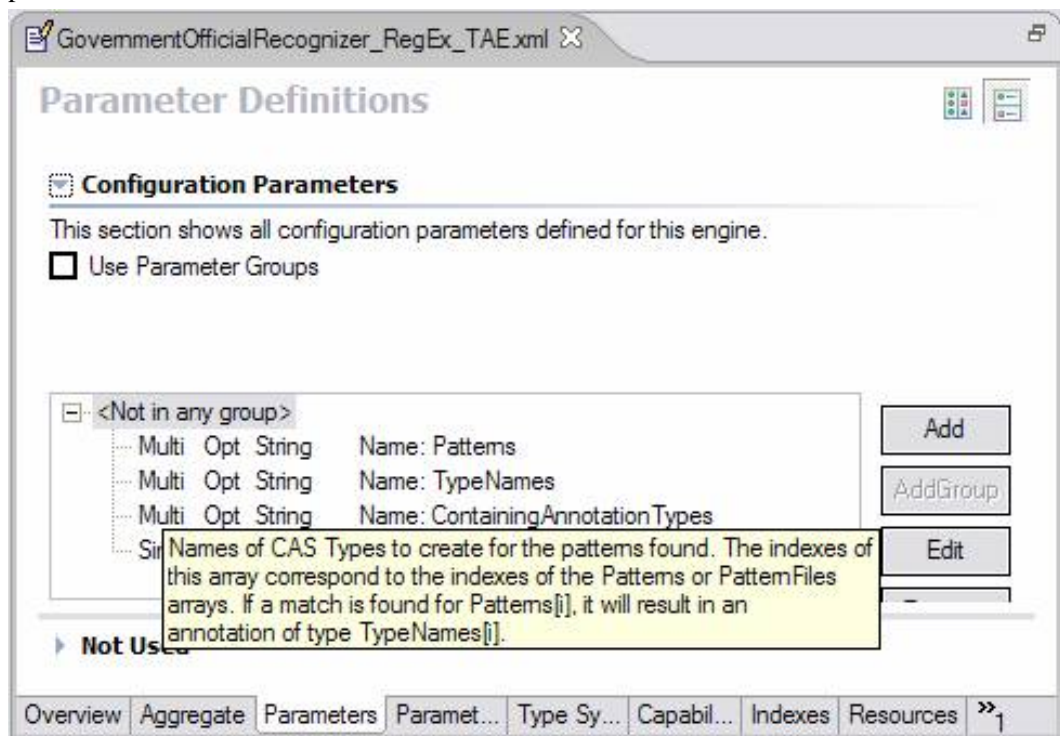 GovernmentOfficialRecognizer_RegEx_TAE.xml
Parameter Definitions
Configuration Parameters
This section shows all configuration parameters defined for this engine.
Use Parameter Groups
<Not in any group>
Multi Opt String Name: Patterns
Multi Opt String Name: TypeNames
Multi Opt String Name: ContainingAnnotationTypes
Names of CAS Types to create for the patterns found. The indexes of
this array correspond to the indexes of the Patterns or PatternFiles
arrays. If a match is found for Patterns[i], it will result in an
annotation of type TypeNames[i].
Add
AddGroup
Edit
Not Used
Overview Aggregate Parameters Paramet... Type Sy... Capabil... Indexes Resources »1